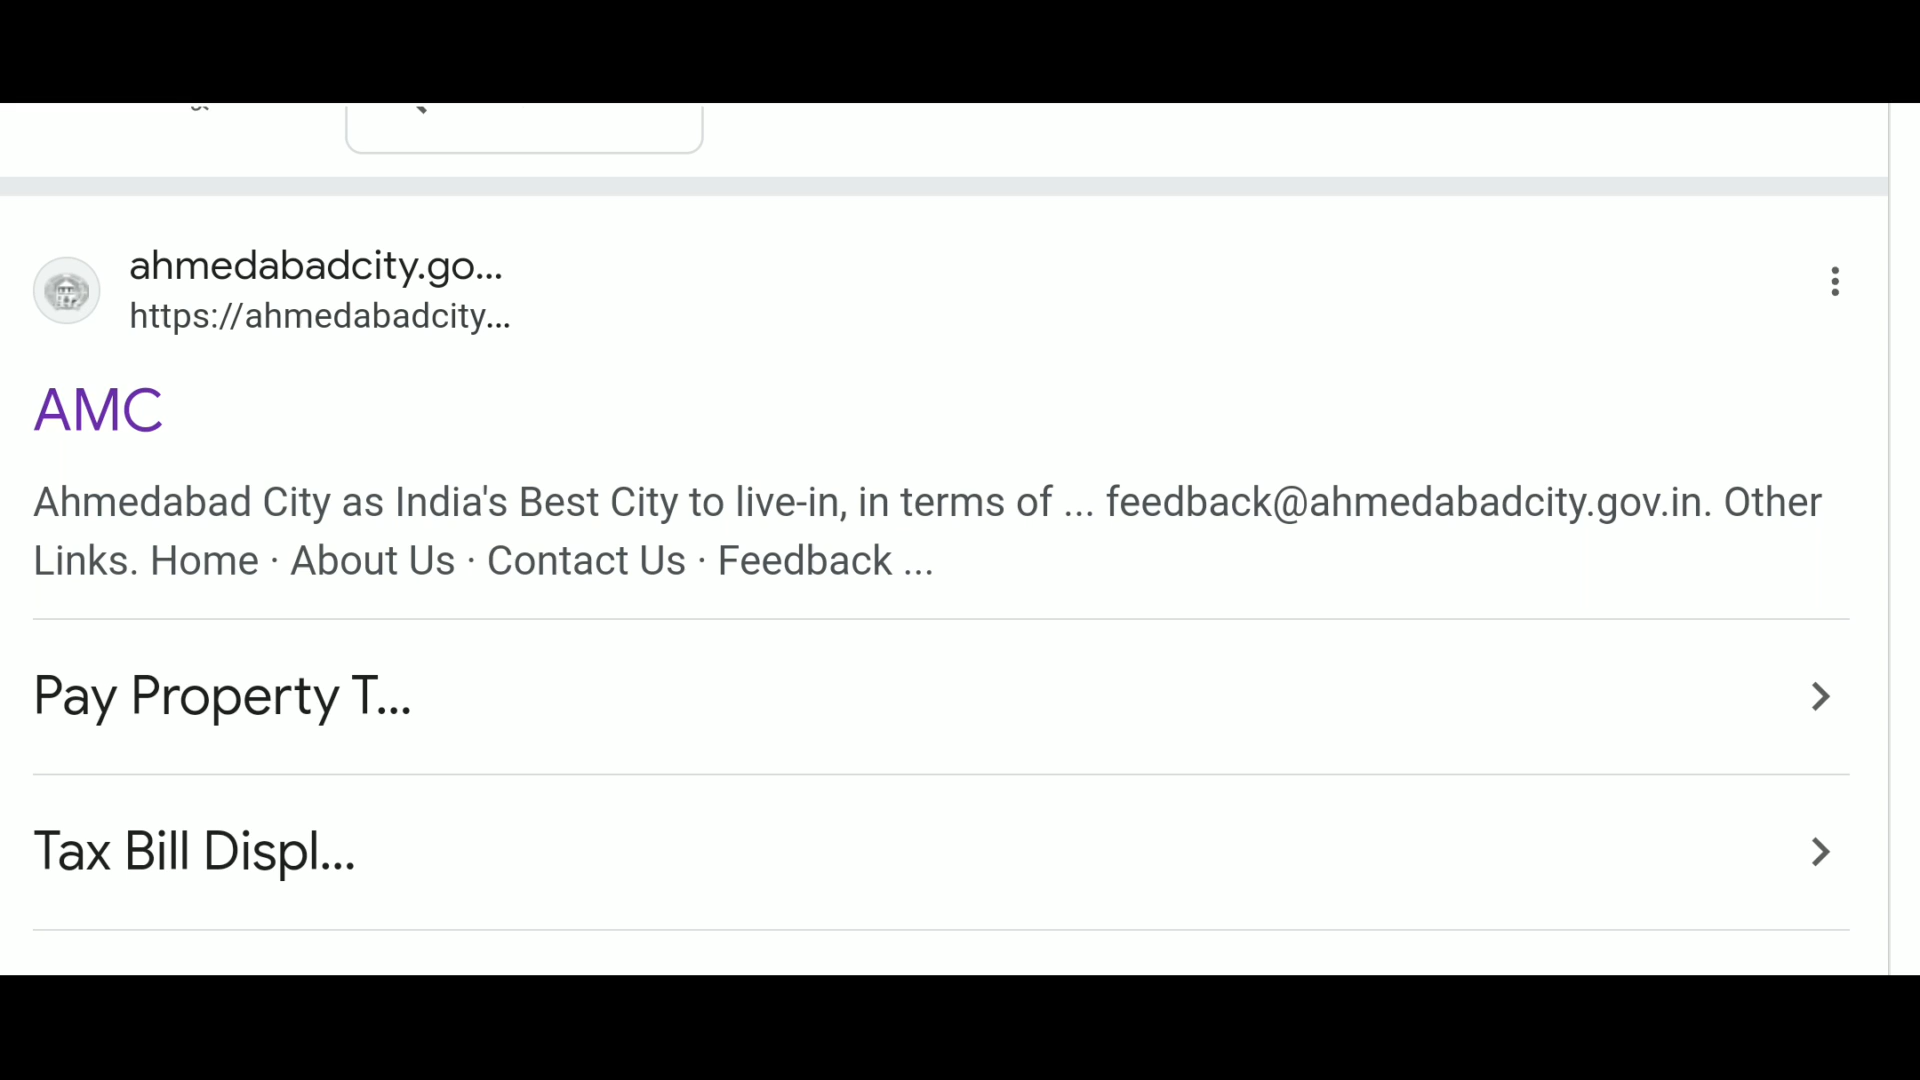 ahmedabadcity.go...
https://ahmedabadcity...
AMC
Ahmedabad City as India's Best City to live-in, in terms of ... feedback@ahmedabadcity.gov.in. Other
Links. Home · About Us · Contact Us · Feedback ...
Pay Property T...
Tax Bill Displ...